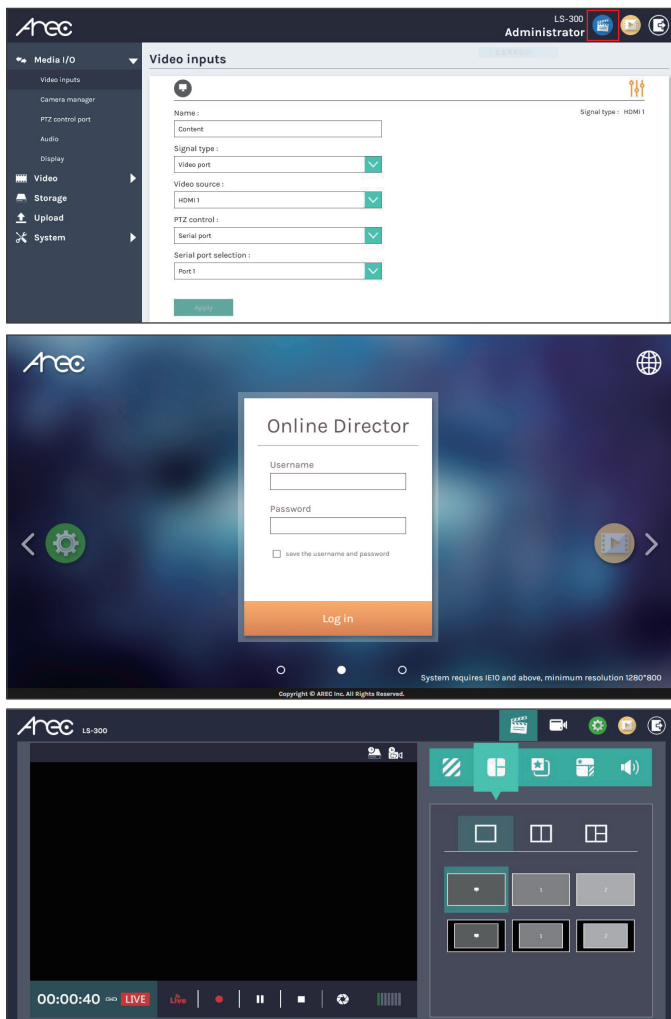 Arec
LS-300
Administrator
Media I/O
Video inputs
Camera manager
PTZ control port
Audio
Display
Video
Storage
Upload
System
Video inputs
Name :
Signal type : HDMI 1
Content
Signal type :
Video port
Video source :
HDMI 1
PTZ control :
Serial port
Serial port selection :
Port 1
Apply
Arec
Online Director
Username
Password
save the username and password
Log in
System requires IE10 and above, minimum resolution 1280*800
Copyright © AREC Inc. All Rights Reserved.
Arec LS-300
1
2
1
2
00:00:40 LIVE
Live